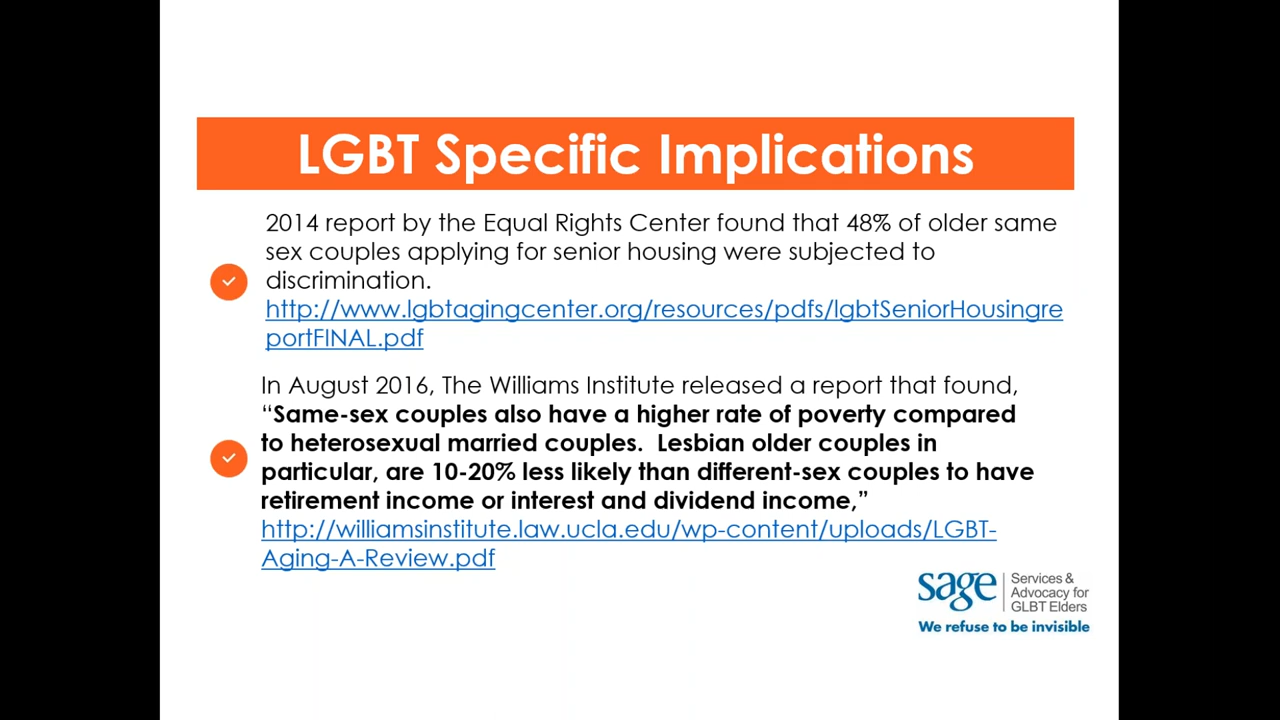 LGBT Specific Implications
2014 report by the Equal Rights Center found that 48% of older same
sex couples applying for senior housing were subjected to
discrimination.
http://www.lgbtagingcenter.org/resources/pdfs/lgbtSeniorHousingre
portFINAL.pdf
In August 2016, The Williams Institute released a report that found,
“Same-sex couples also have a higher rate of poverty compared
to heterosexual married couples.  Lesbian older couples in
particular, are 10-20% less likely than different-sex couples to have
retirement income or interest and dividend income,”
http://williamsinstitute.law.ucla.edu/wp-content/uploads/LGBT-
Aging-A-Review.pdf
sage
Services &
Advocacy for
GLBT Elders
We refuse to be invisible